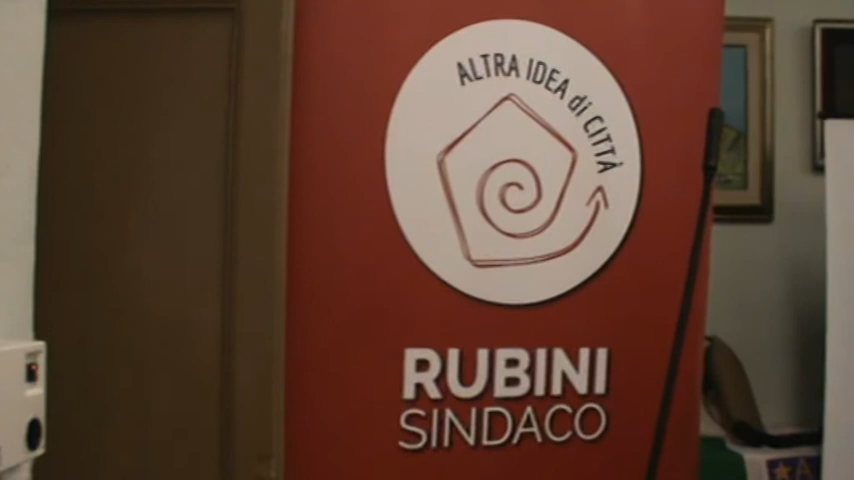 ALTRA IDEA di CITTÀ
RUBINI
SINDACO
A